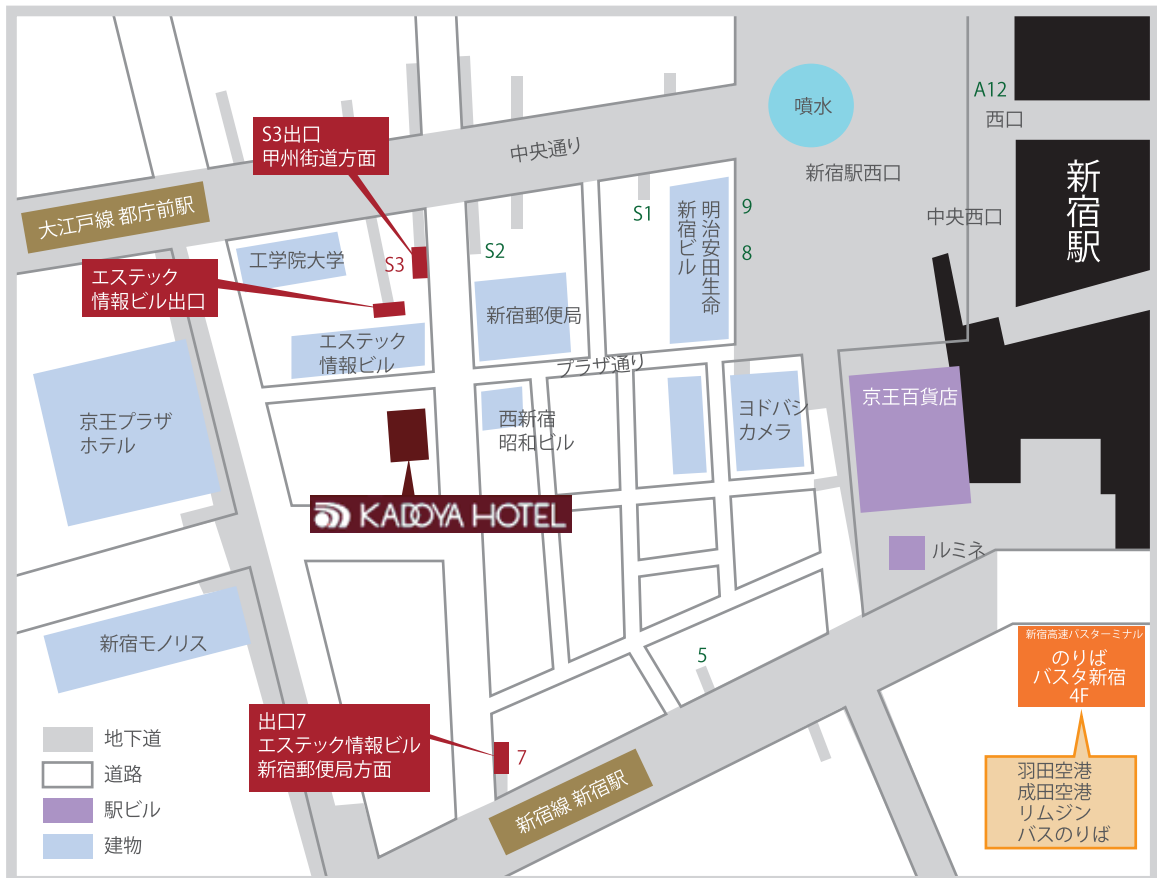 噴水
A12
西口
新宿駅
S3出口
甲州街道方面
中央通り
新宿駅西口
大江戸線 都庁前駅
S1
明治安田生命
新宿ビル
9
8
中央西口
工学院大学
S3
S2
エステック
情報ビル出口
新宿郵便局
エステック
情報ビル
プラザ通り
京王プラザ
ホテル
西新宿
昭和ビル
ヨドバシ
カメラ
京王百貨店
KADOYA HOTEL
ルミネ
新宿モノリス
5
新宿高速バスターミナル
のりば
バスタ新宿
4F
出口7
エステック情報ビル
新宿郵便局方面
7
新宿線 新宿駅
羽田空港
成田空港
リムジン
バスのりば
地下道
道路
駅ビル
建物